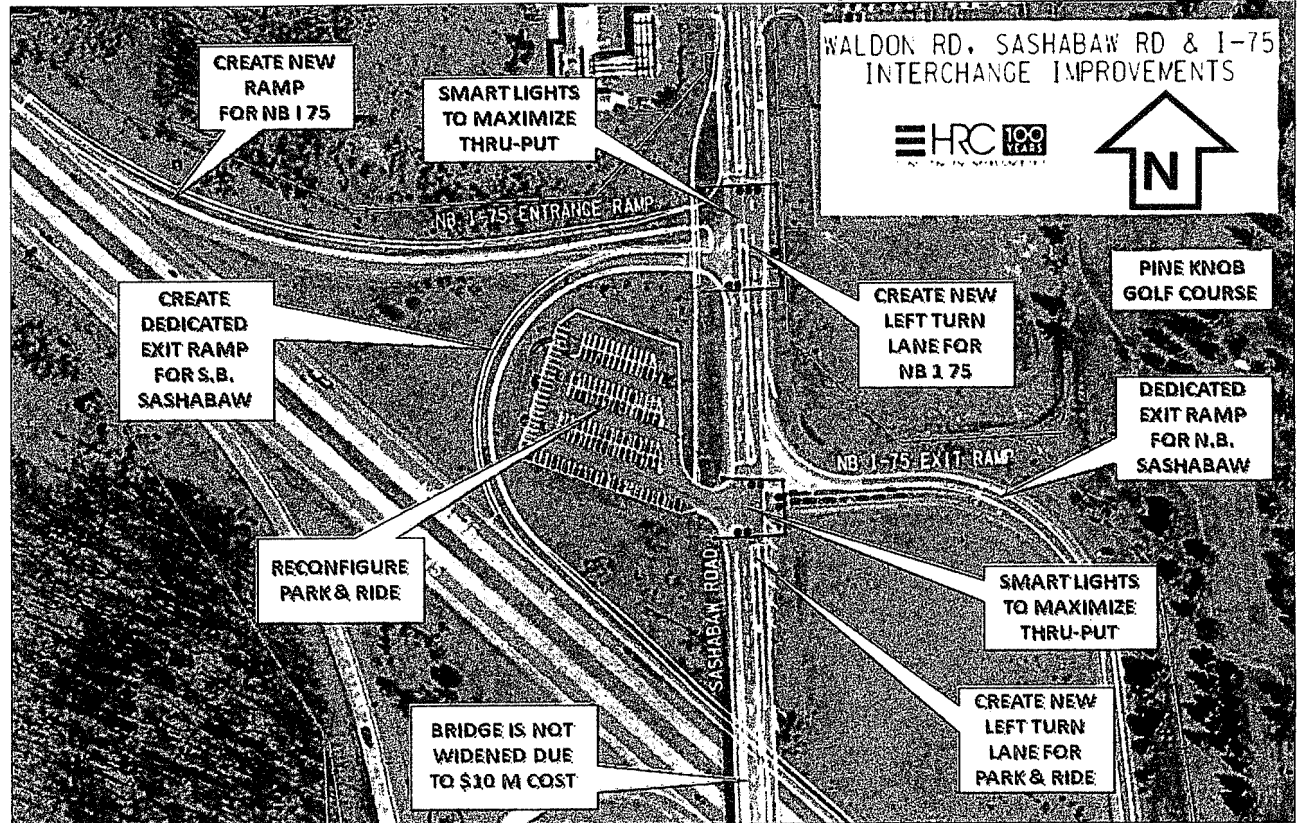 WALDON RD. SASHABAW RD & I-75
INTERCHANGE IMPROVEMENTS
HRC 100
YEARS
N
CREATE NEW
RAMP
FOR NB I 75
SMART LIGHTS
TO MAXIMIZE
THRU-PUT
NB I-75 ENTRANCE RAMP
PINE KNOB
GOLF COURSE
CREATE
DEDICATED
EXIT RAMP
FOR S.B.
SASHABAW
CREATE NEW
LEFT TURN
LANE FOR
NB 1 75
DEDICATED
EXIT RAMP
FOR N.B.
SASHABAW
NB I-75 EXIT RAMP
RECONFIGURE
PARK & RIDE
SASHABAW ROAD
SMART LIGHTS
TO MAXIMIZE
THRU-PUT
BRIDGE IS NOT
WIDENED DUE
TO $10 M COST
CREATE NEW
LEFT TURN
LANE FOR
PARK & RIDE